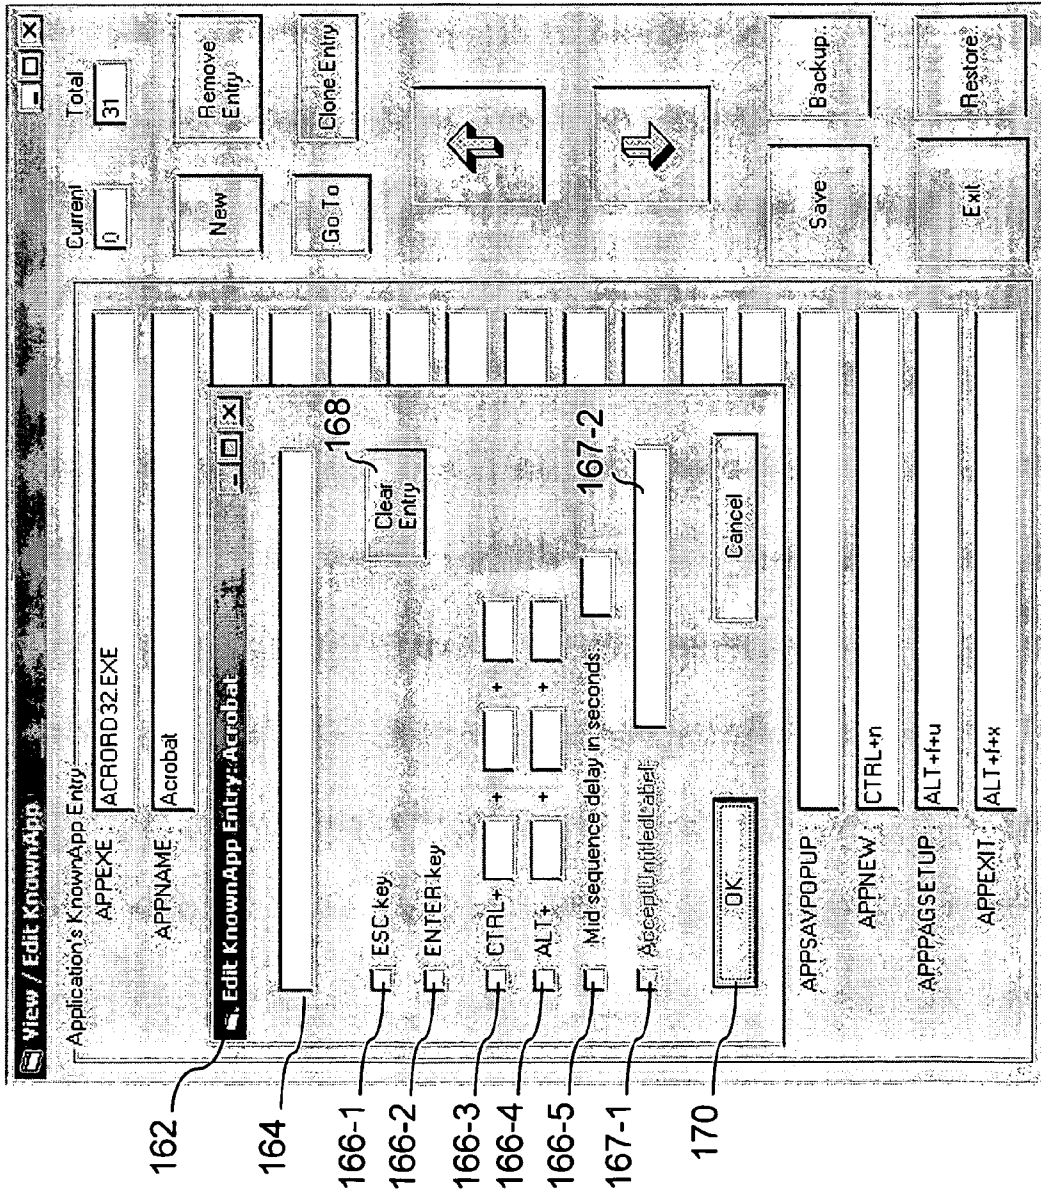 View / Edit KnownApp
Application's KnownApp Entry
APPEXE :
ACRORD32.EXE
APPNAME :
Acrobat
Current
0
Total
31
New
Remove Entry
Go To
Clone Entry
Save
Backup..
Exit
Restore..
162
Edit KnownApp Entry: Acrobat
164
168
Clear Entry
166-1
ESC key
166-2
ENTER key
166-3
CTRL+
+
+
166-4
ALT+
+
+
166-5
Mid sequence delay in seconds:
167-1
AcceptUntitledLabel:
167-2
170
OK
Cancel
APPSAVPOPUP :
APPNEW :
CTRL+n
APPPAGSETUP :
ALT+f+u
APPEXIT :
ALT+f+x